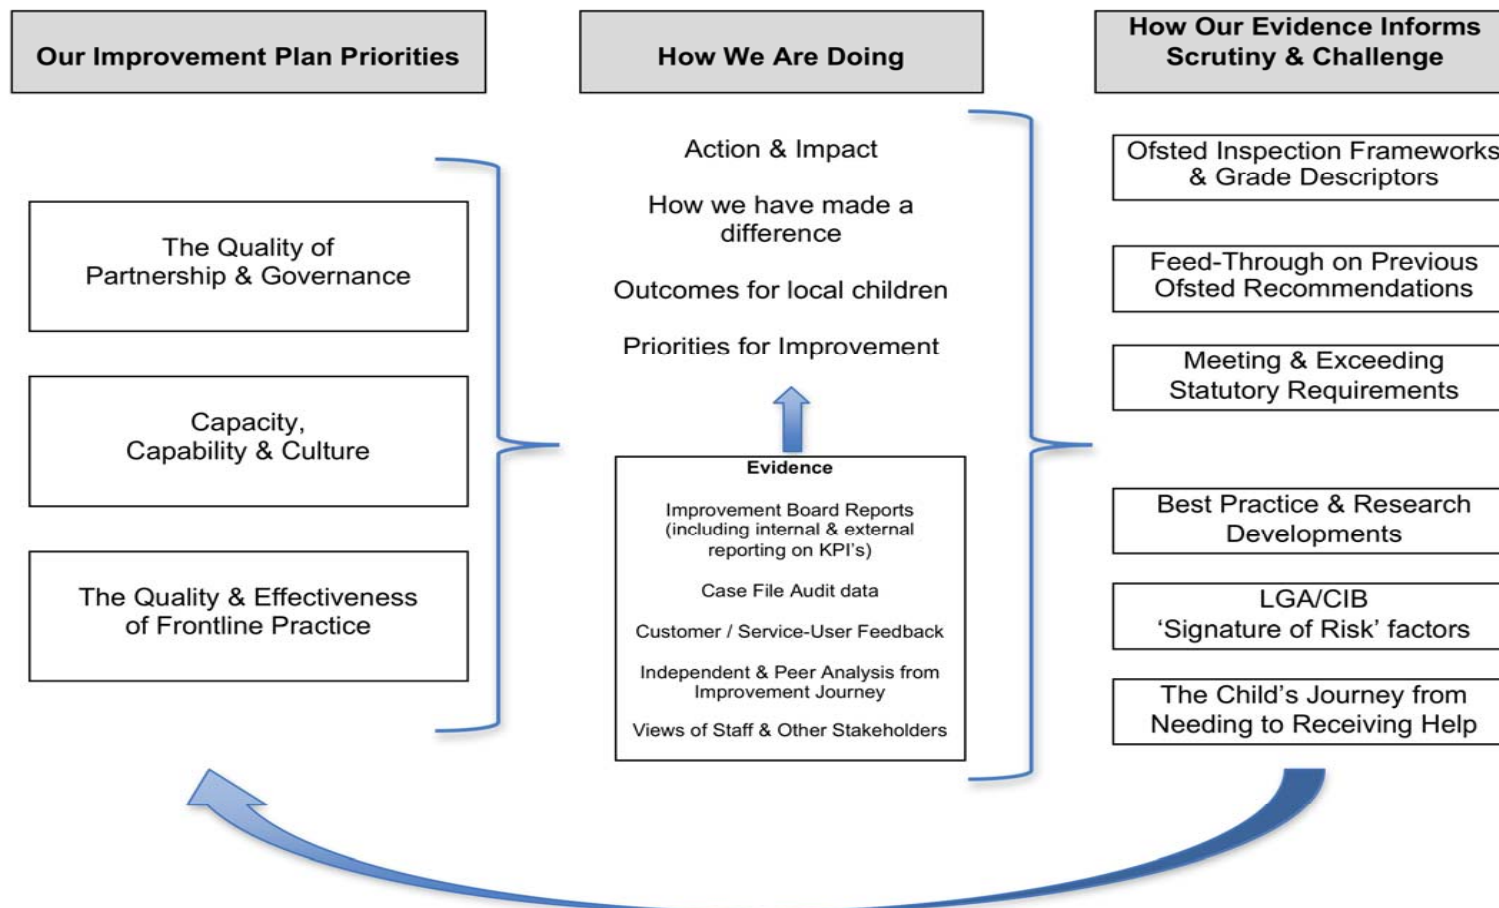 Our Improvement Plan Priorities
The Quality of
Partnership & Governance
Capacity,
Capability & Culture
The Quality & Effectiveness
of Frontline Practice
How We Are Doing
Action & Impact
How we have made a
difference
Outcomes for local children
Priorities for Improvement
Evidence
Improvement Board Reports
(including internal & external
reporting on KPI's)
Case File Audit data
Customer / Service-User Feedback
Independent & Peer Analysis from
Improvement Journey
Views of Staff & Other Stakeholders
How Our Evidence Informs
Scrutiny & Challenge
Ofsted Inspection Frameworks
& Grade Descriptors
Feed-Through on Previous
Ofsted Recommendations
Meeting & Exceeding
Statutory Requirements
Best Practice & Research
Developments
LGA/CIB
‘Signature of Risk’ factors
The Child’s Journey from
Needing to Receiving Help